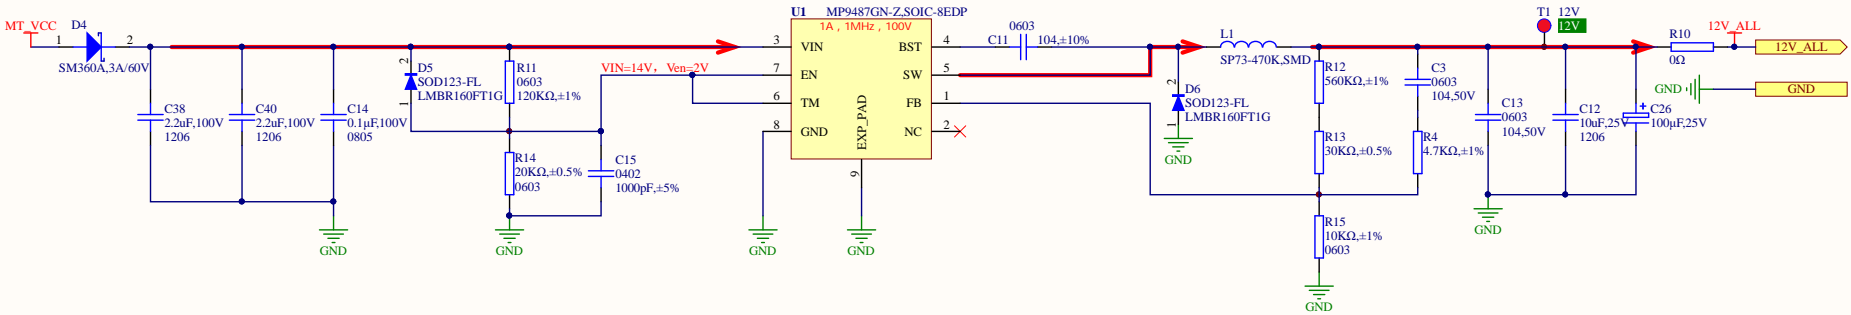 MT_VCC
D4
1
2
SM360A,3A/60V
C38
2.2uF,100V
1206
C40
2.2uF,100V
1206
C14
0.1µF,100V
0805
GND
2
D5
SOD123-FL
LMBR160FT1G
1
R11
0603
120KΩ,±1%
R14
20KΩ,±0.5%
0603
GND
VIN=14V，Ven=2V
C15
0402
1000pF,±5%
U1
MP9487GN-Z,SOIC-8EDP
1A , 1MHz , 100V
3
VIN
BST
4
7
EN
SW
5
6
TM
FB
1
8
GND
NC
2
EXP_PAD
9
GND
GND
0603
C11
104,±10%
2
D6
SOD123-FL
LMBR160FT1G
1
GND
L1
SP73-470K,SMD
R12
560KΩ,±1%
R13
30KΩ,±0.5%
R15
10KΩ,±1%
0603
GND
C3
0603
104,50V
R4
4.7KΩ,±1%
C13
0603
104,50V
GND
C12
10uF,25V
1206
C26
100µF,25V
T1
12V
12V
R10
0Ω
12V_ALL
12V_ALL
GND
GND